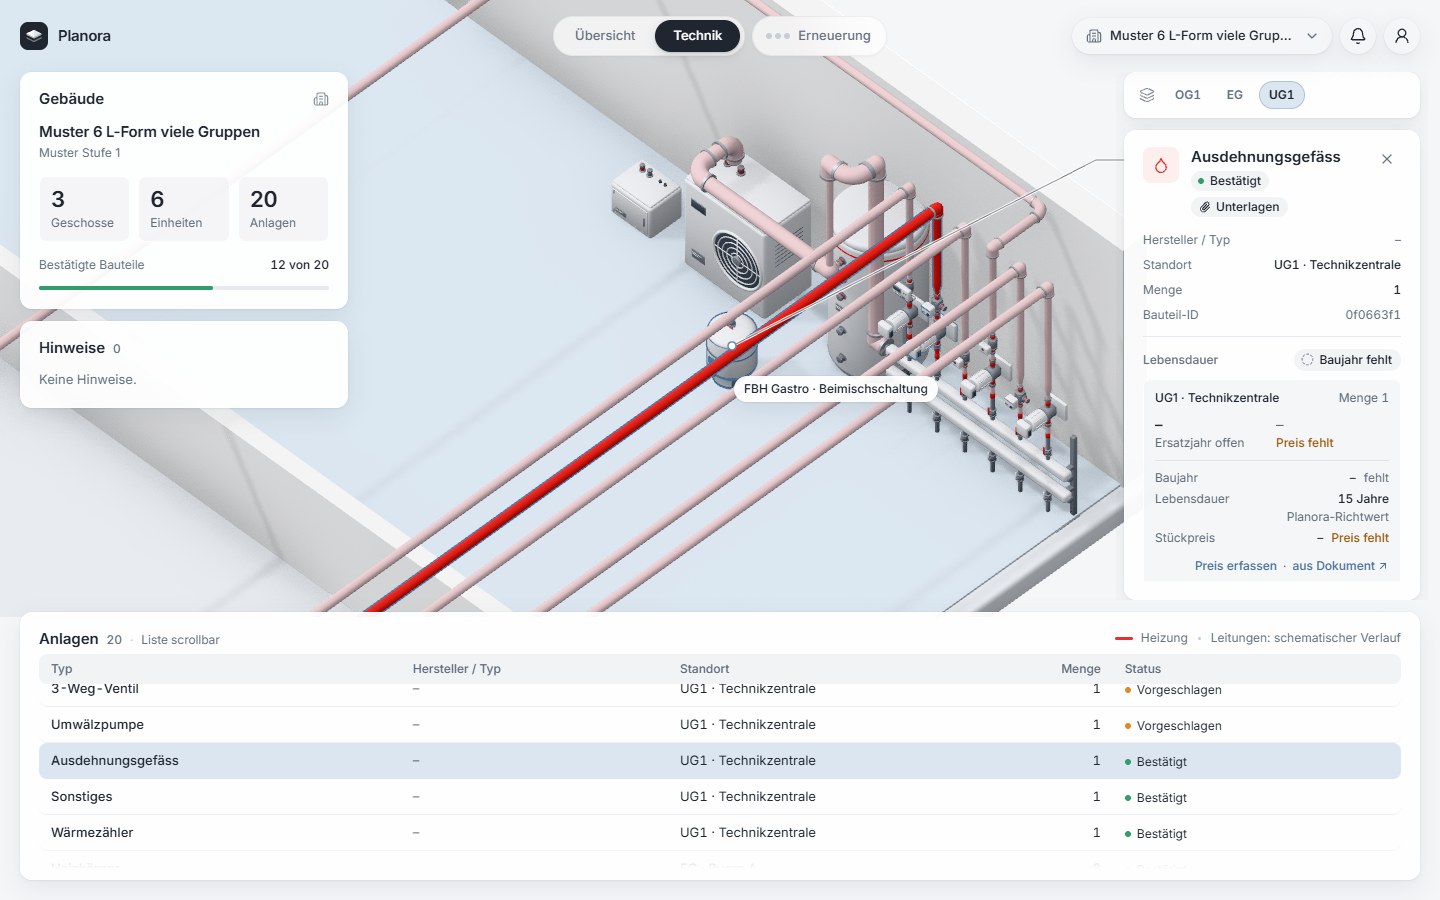 Planora
Übersicht
Technik
Erneuerung
Muster 6 L-Form viele Grup...
Gebäude
Muster 6 L-Form viele Gruppen
Muster Stufe 1
3
6
20
Geschosse
Einheiten
Anlagen
Bestätigte Bauteile
12 von 20
Hinweise 0
Keine Hinweise.
FBH Gastro · Beimischschaltung
OG1
EG
UG1
Ausdehnungsgefäss
Bestätigt
Unterlagen
Hersteller / Typ –
Standort UG1 · Technikzentrale
Menge 1
Bauteil-ID 0f0663f1
Lebensdauer Baujahr fehlt
UG1 · Technikzentrale Menge 1
– –
Ersatzjahr offen Preis fehlt
Baujahr – fehlt
Lebensdauer 15 Jahre
Planora-Richtwert
Stückpreis – Preis fehlt
Preis erfassen · aus Dokument ↗
Anlagen 20 · Liste scrollbar
Heizung • Leitungen: schematischer Verlauf
Typ Hersteller / Typ Standort Menge Status
3-Weg-Ventil – UG1 · Technikzentrale 1 Vorgeschlagen
Umwälzpumpe – UG1 · Technikzentrale 1 Vorgeschlagen
Ausdehnungsgefäss – UG1 · Technikzentrale 1 Bestätigt
Sonstiges – UG1 · Technikzentrale 1 Bestätigt
Wärmezähler – UG1 · Technikzentrale 1 Bestätigt